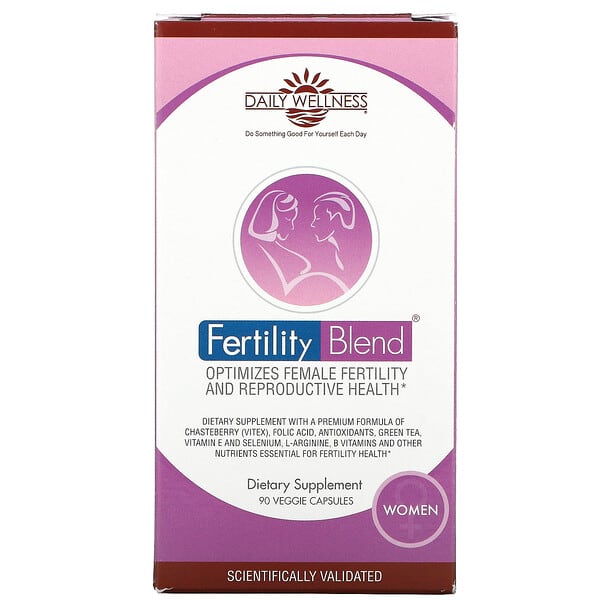 DAILY WELLNESS®
Do Something Good For Yourself Each Day
Fertility Blend®
OPTIMIZES FEMALE FERTILITY
AND REPRODUCTIVE HEALTH*
DIETARY SUPPLEMENT WITH A PREMIUM FORMULA OF
CHASTEBERRY (VITEX), FOLIC ACID, ANTIOXIDANTS, GREEN TEA,
VITAMIN E AND SELENIUM, L-ARGININE, B VITAMINS AND OTHER
NUTRIENTS ESSENTIAL FOR FERTILITY HEALTH*
Dietary Supplement
90 VEGGIE CAPSULES
WOMEN
SCIENTIFICALLY VALIDATED